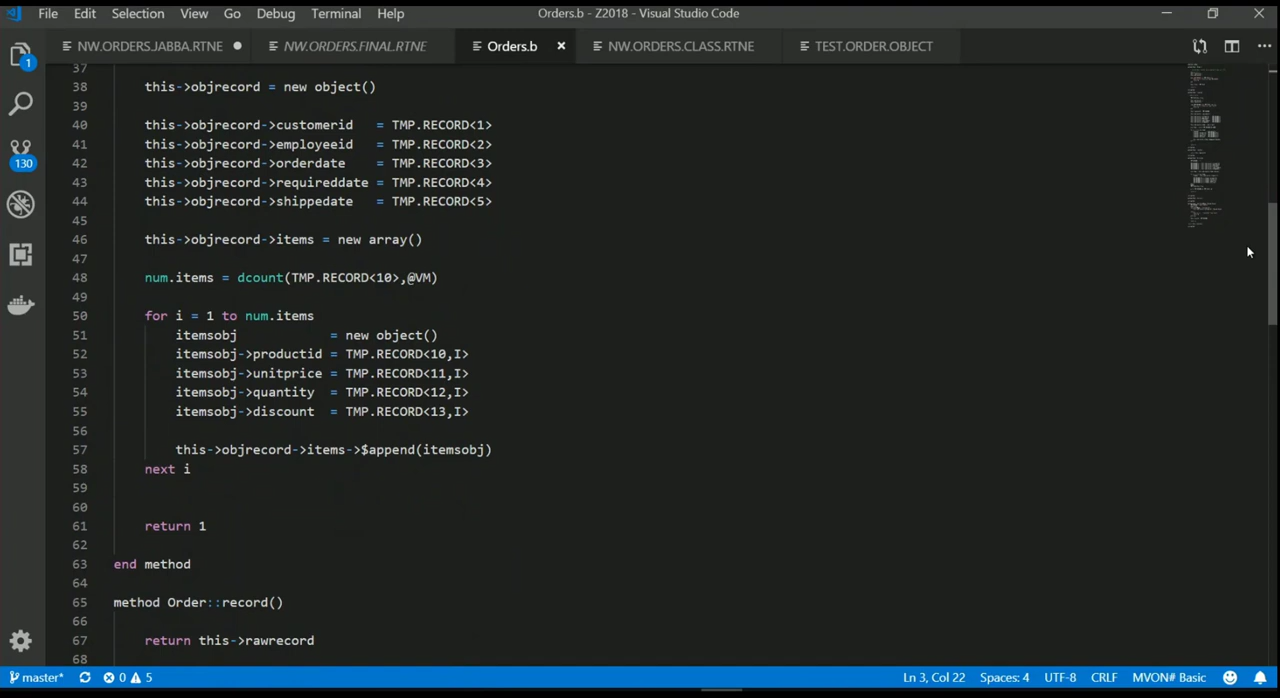 File Edit Selection View Go Debug Terminal Help Orders.b - Z2018 - Visual Studio Code
NW.ORDERS.JABBA.RTNE NW.ORDERS.FINAL.RTNE Orders.b NW.ORDERS.CLASS.RTNE TEST.ORDER.OBJECT
1
130
37
38 this->objrecord = new object()
39
40 this->objrecord->customerid = TMP.RECORD<1>
41 this->objrecord->employeeid = TMP.RECORD<2>
42 this->objrecord->orderdate = TMP.RECORD<3>
43 this->objrecord->requireddate = TMP.RECORD<4>
44 this->objrecord->shippedate = TMP.RECORD<5>
45
46 this->objrecord->items = new array()
47
48 num.items = dcount(TMP.RECORD<10>,@VM)
49
50 for i = 1 to num.items
51 itemsobj = new object()
52 itemsobj->productid = TMP.RECORD<10,I>
53 itemsobj->unitprice = TMP.RECORD<11,I>
54 itemsobj->quantity = TMP.RECORD<12,I>
55 itemsobj->discount = TMP.RECORD<13,I>
56
57 this->objrecord->items->$append(itemsobj)
58 next i
59
60
61 return 1
62
63 end method
64
65 method Order::record()
66
67 return this->rawrecord
68
master* 0 5 Ln 3, Col 22 Spaces: 4 UTF-8 CRLF MVON# Basic